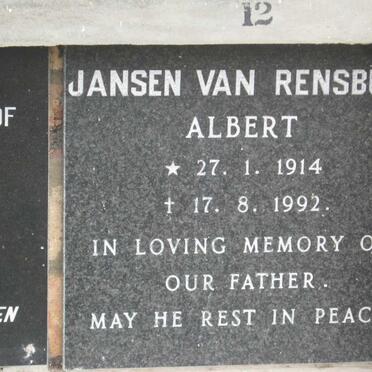 12
JANSEN VAN RENSBU
ALBERT
★ 27. 1. 1914
† 17. 8. 1992.
IN LOVING MEMORY O
OUR FATHER.
MAY HE REST IN PEAC
OF
EN